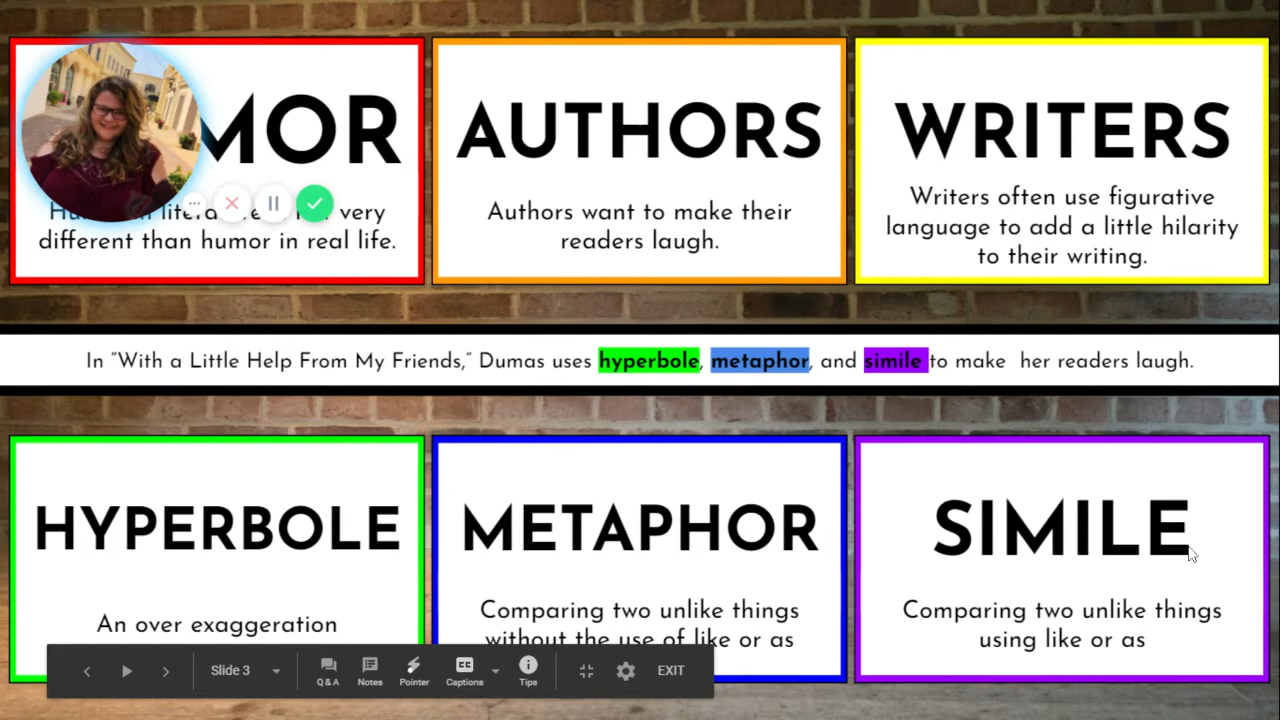 MOR
very
different than humor in real life.
AUTHORS
Authors want to make their
readers laugh.
WRITERS
Writers often use figurative
language to add a little hilarity
to their writing.
In “With a Little Help From My Friends,” Dumas uses hyperbole, metaphor, and simile to make her readers laugh.
HYPERBOLE
An over exaggeration
METAPHOR
Comparing two unlike things
without the use of like or as
SIMILE
Comparing two unlike things
using like or as
Slide 3
Q & A
Notes
Pointer
Captions
Tips
EXIT